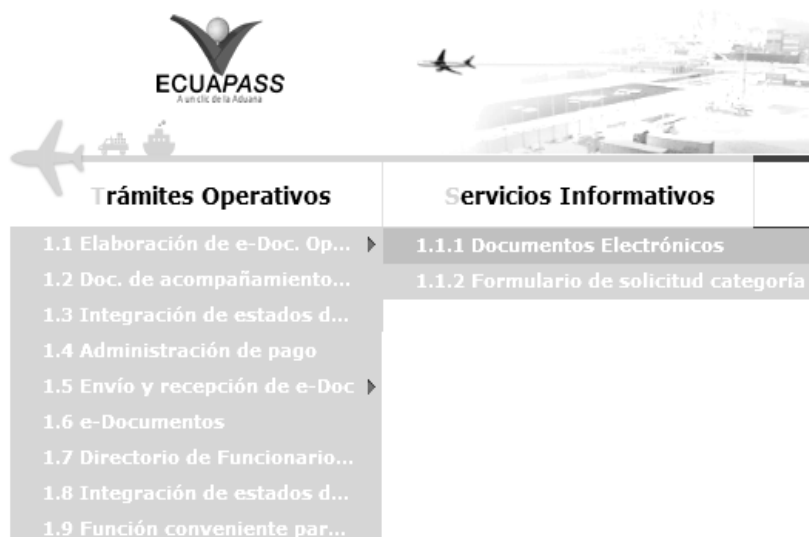 ECUAPASS
A un clic de la Aduana
Trámites Operativos
Servicios Informativos
1.1 Elaboración de e-Doc. Op...
1.1.1 Documentos Electrónicos
1.2 Doc. de acompañamiento...
1.1.2 Formulario de solicitud categoría
1.3 Integración de estados d...
1.4 Administración de pago
1.5 Envío y recepción de e-Doc
1.6 e-Documentos
1.7 Directorio de Funcionario...
1.8 Integración de estados d...
1.9 Función conveniente par...